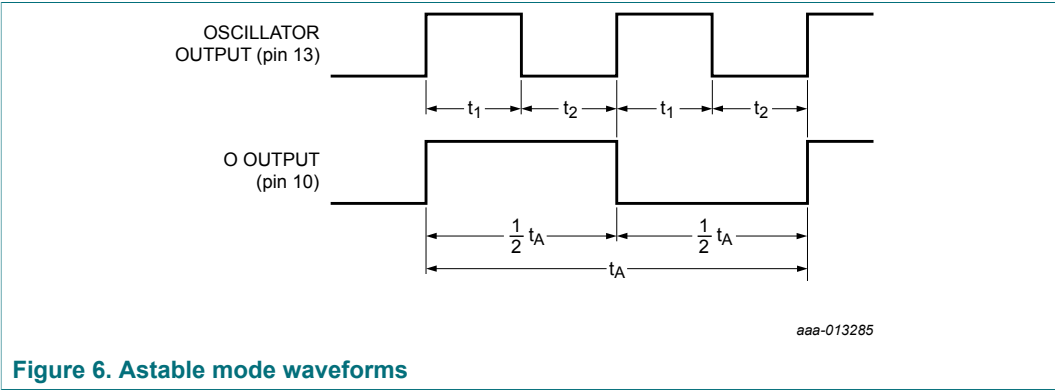 OSCILLATOR
OUTPUT (pin 13)
t1 t2 t1 t2
O OUTPUT
(pin 10)
1/2 tA 1/2 tA
tA
aaa-013285
Figure 6. Astable mode waveforms